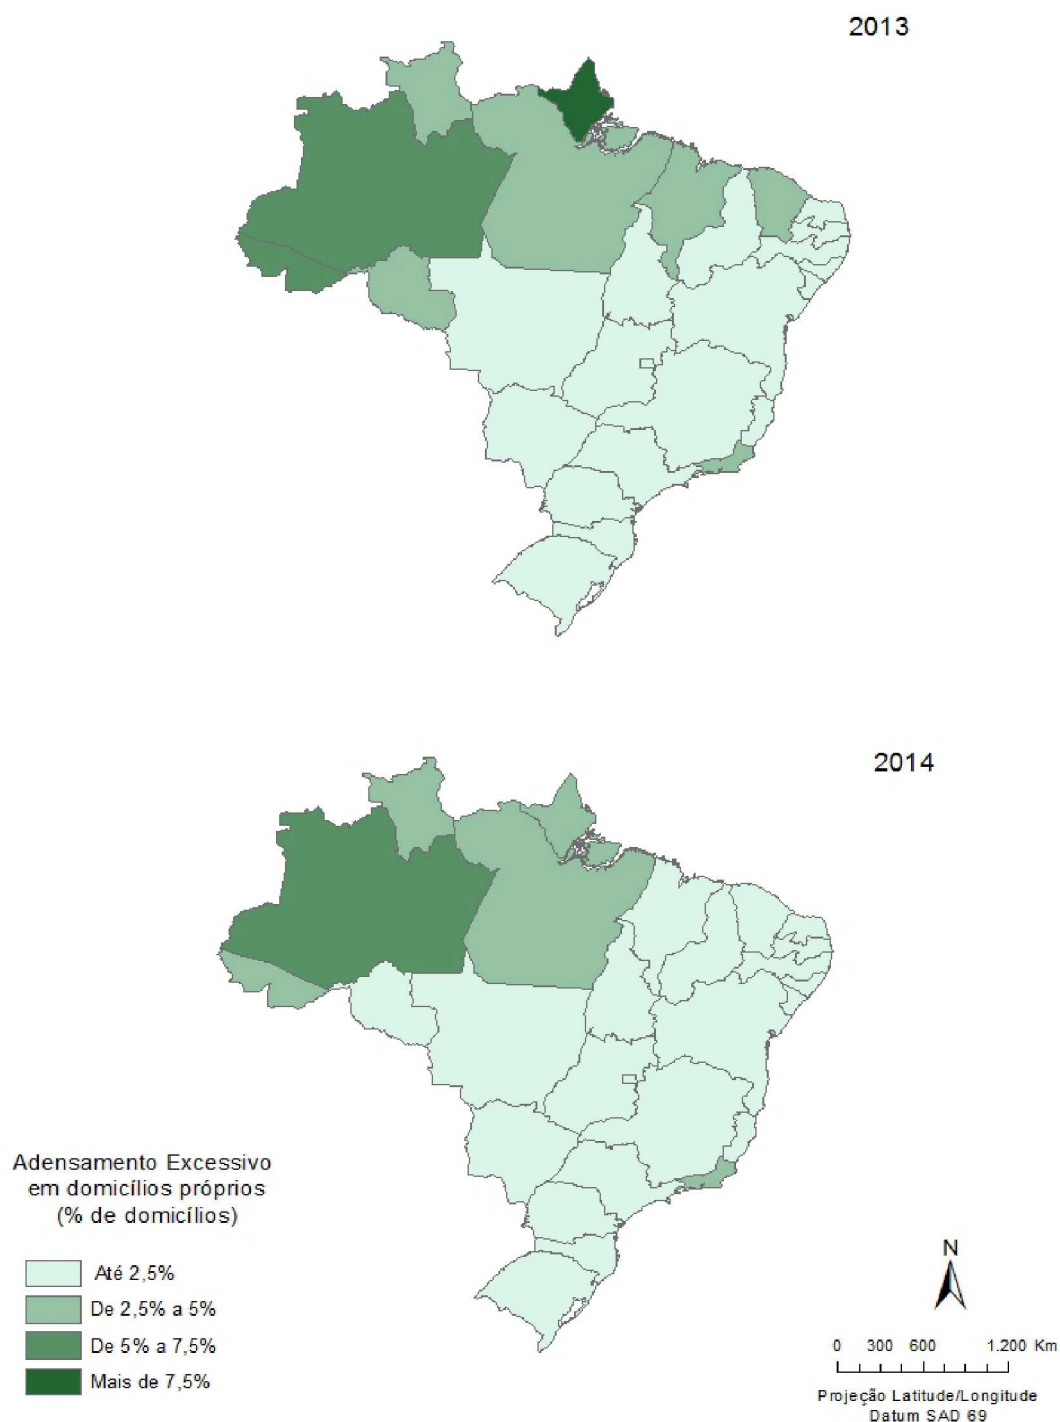 2013
2014
Adensamento Excessivo
em domicílios próprios
(% de domicílios)
Até 2,5%
De 2,5% a 5%
De 5% a 7,5%
Mais de 7,5%
N
0 300 600 1.200 Km
Projeção Latitude/Longitude
Datum SAD 69